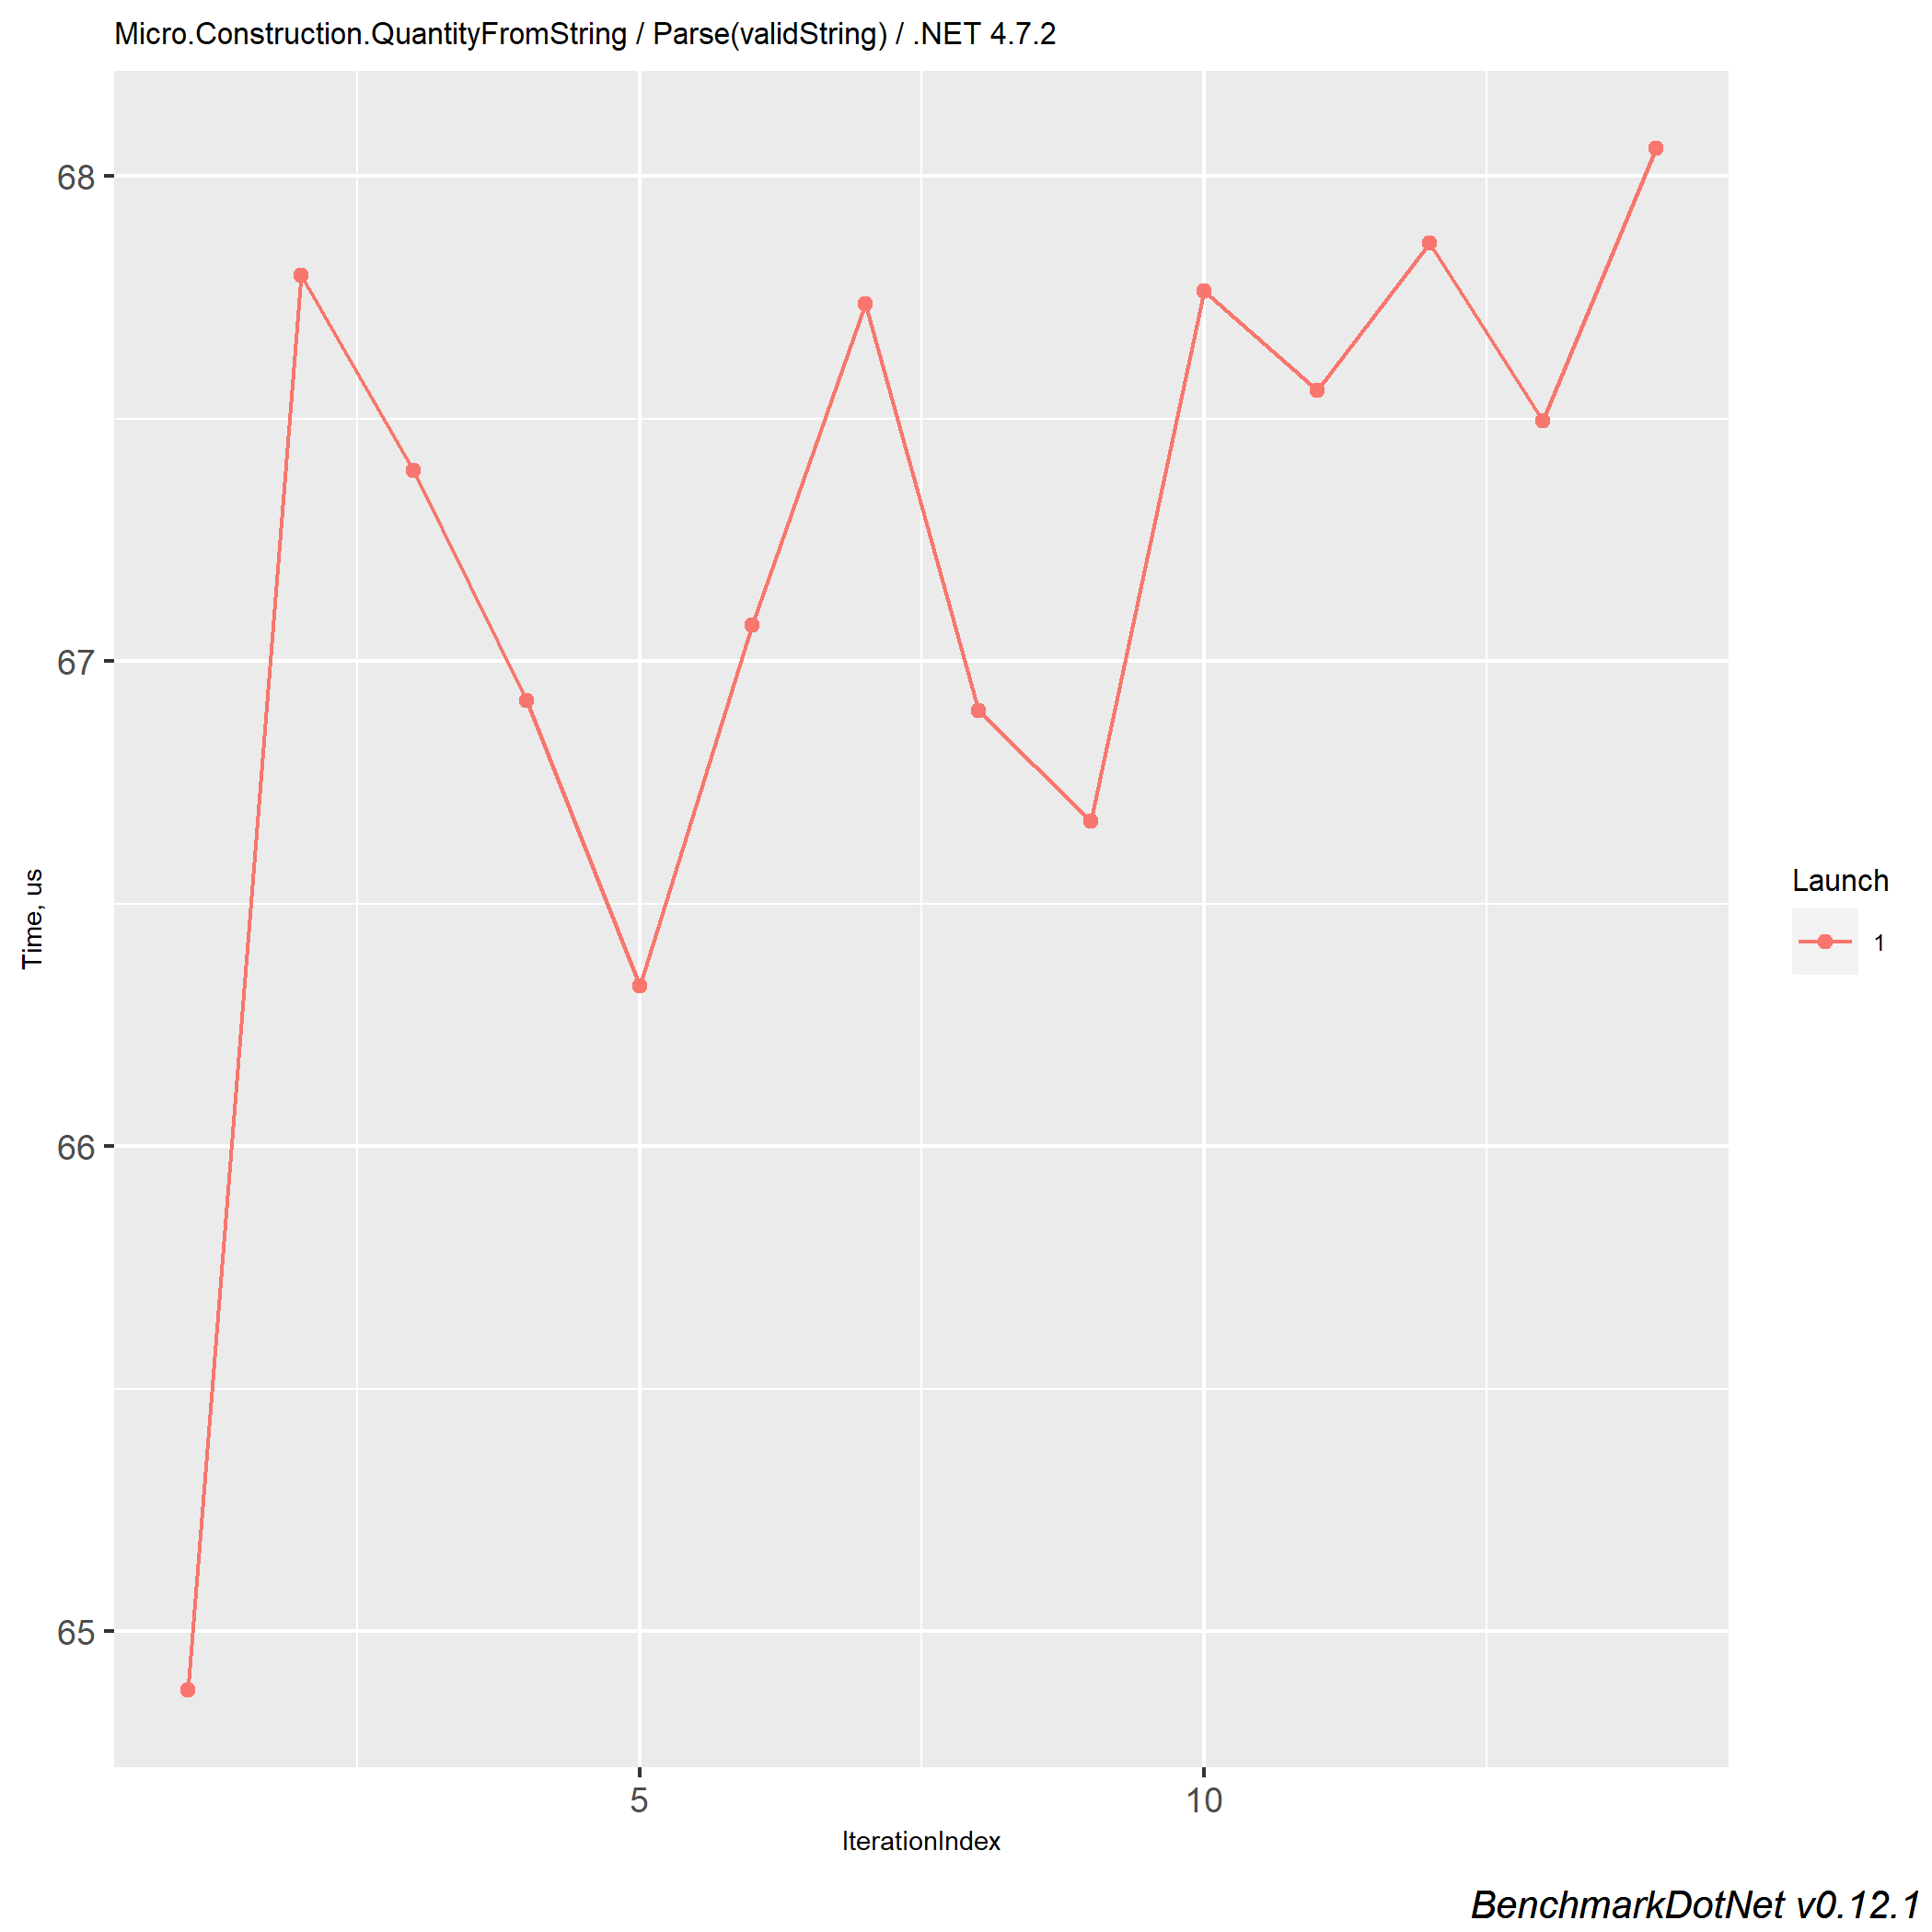 Micro.Construction.QuantityFromString / Parse(validString) / .NET 4.7.2
68
67
66
65
Time, us
5
10
IterationIndex
Launch
1
BenchmarkDotNet v0.12.1